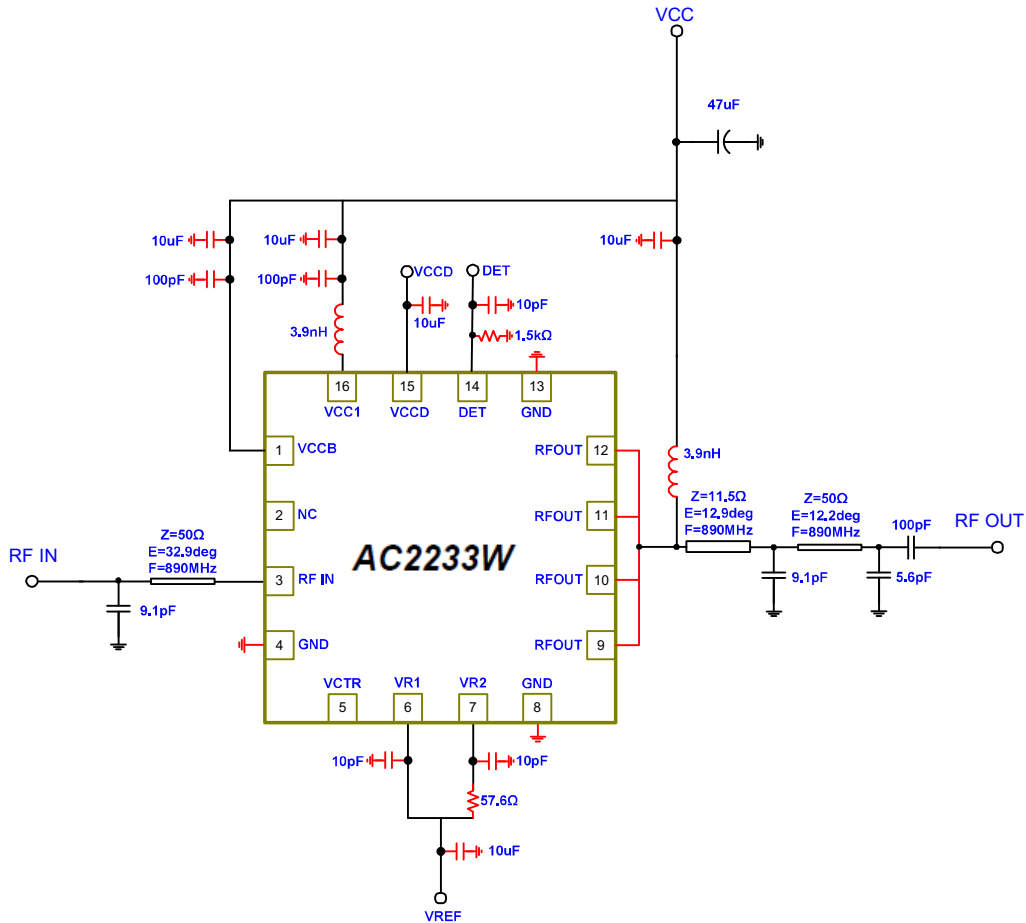 VCC
47uF
10uF
100pF
10uF
100pF
3.9nH
VCCD
10uF
DET
10pF
1.5kΩ
10uF
16
15
14
13
VCC1
VCCD
DET
GND
1
VCCB
2
NC
3
RF IN
4
GND
RFOUT
12
RFOUT
11
RFOUT
10
RFOUT
9
AC2233W
VCTR
VR1
VR2
GND
5
6
7
8
RF IN
Z=50Ω
E=32.9deg
F=890MHz
9.1pF
3.9nH
Z=11.5Ω
E=12.9deg
F=890MHz
Z=50Ω
E=12.2deg
F=890MHz
100pF
RF OUT
9.1pF
5.6pF
10pF
10pF
57.6Ω
10uF
VREF